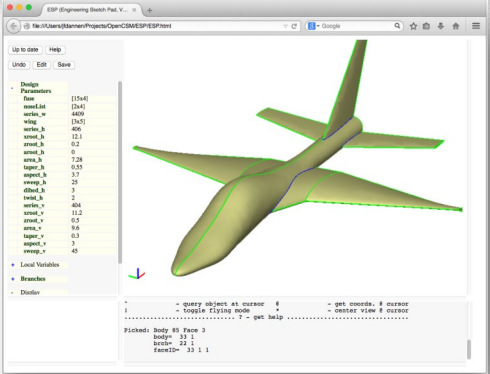 ESP (Engineering Sketch Pad, V...
file:///Users/jfdannen/Projects/OpenCSM/ESP/ESP.html
Google
Up to date Help
Undo Edit Save
- Design Parameters
fuse [15x4]
noseList [2x4]
series_w 4409
wing [3x5]
series_h 406
xroot_h 12.1
zroot_h 0.2
aroot_h 0
area_h 7.28
taper_h 0.55
aspect_h 3.7
sweep_h 25
dihed_h 3
twist_h 2
series_v 404
xroot_v 11.2
zroot_v 0.5
area_v 9.6
taper_v 0.3
aspect_v 3
sweep_v 45
+ Local Variables
+ Branches
- Display
^ - query object at cursor @ - get coords. @ cursor
! - toggle flying mode * - center view @ cursor
................................ ? - get help ................................
Picked: Body 85 Face 3
body= 33 1
brch= 22 1
faceID= 33 1 1